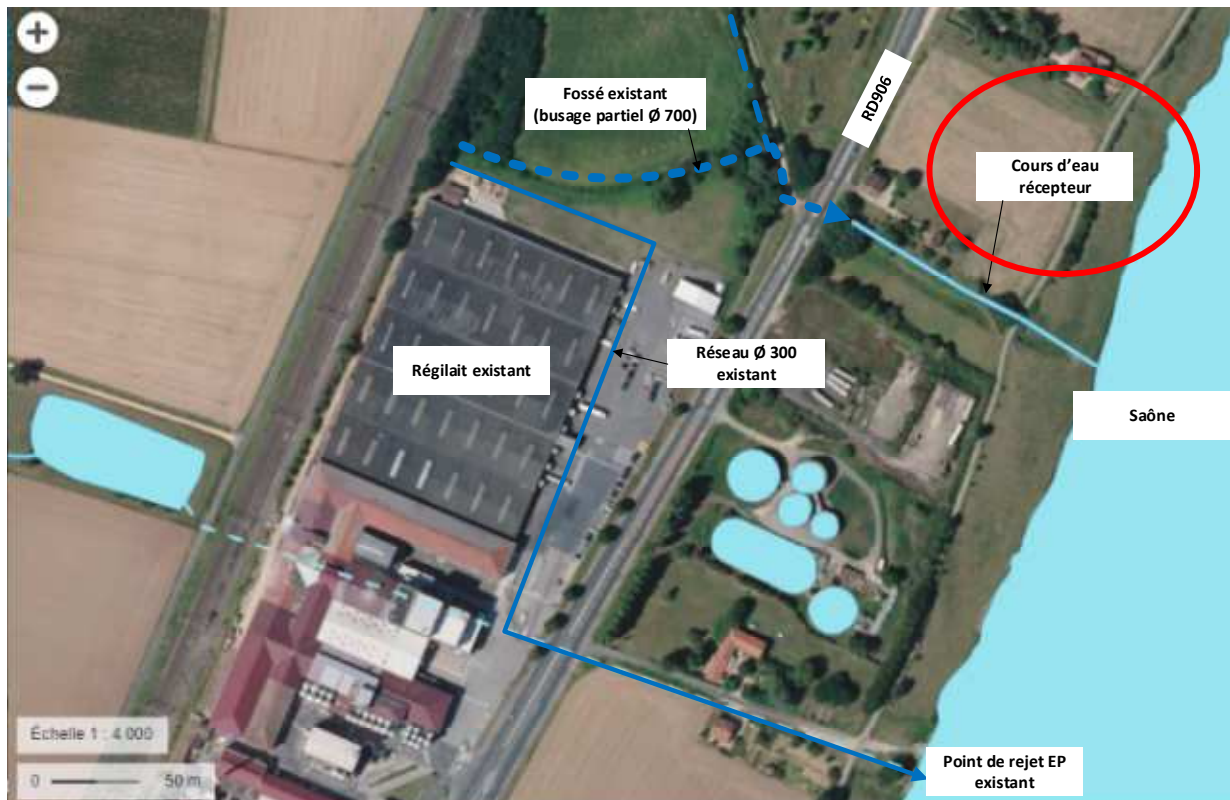 +
−
Fossé existant
(busage partiel Ø 700)
RD906
Cours d’eau
récepteur
Régilait existant
Réseau Ø 300
existant
Saône
Échelle 1 : 4 000
0 50 m
Point de rejet EP
existant